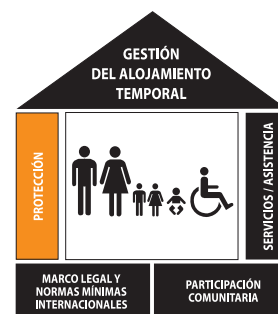 GESTIÓN
DEL ALOJAMIENTO
TEMPORAL
PROTECCIÓN
SERVICIOS / ASISTENCIA
MARCO LEGAL Y
NORMAS MÍNIMAS
INTERNACIONALES
PARTICIPACIÓN
COMUNITARIA